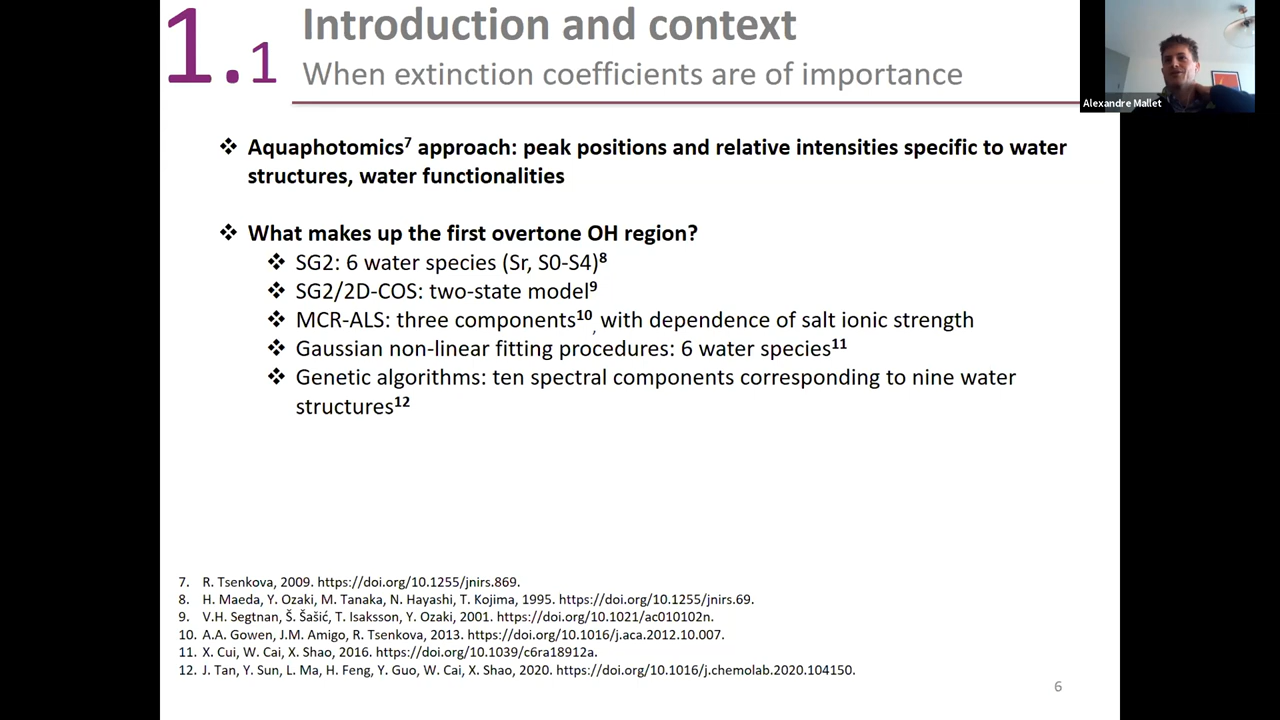 1.1
Introduction and context
When extinction coefficients are of importance
Alexandre Mallet
❖ Aquaphotomics⁷ approach: peak positions and relative intensities specific to water
structures, water functionalities
❖ What makes up the first overtone OH region?
❖ SG2: 6 water species (Sr, S0-S4)⁸
❖ SG2/2D-COS: two-state model⁹
❖ MCR-ALS: three components¹⁰, with dependence of salt ionic strength
❖ Gaussian non-linear fitting procedures: 6 water species¹¹
❖ Genetic algorithms: ten spectral components corresponding to nine water
structures¹²
7. R. Tsenkova, 2009. https://doi.org/10.1255/jnirs.869.
8. H. Maeda, Y. Ozaki, M. Tanaka, N. Hayashi, T. Kojima, 1995. https://doi.org/10.1255/jnirs.69.
9. V.H. Segtnan, Š. Šašić, T. Isaksson, Y. Ozaki, 2001. https://doi.org/10.1021/ac010102n.
10. A.A. Gowen, J.M. Amigo, R. Tsenkova, 2013. https://doi.org/10.1016/j.aca.2012.10.007.
11. X. Cui, W. Cai, X. Shao, 2016. https://doi.org/10.1039/c6ra18912a.
12. J. Tan, Y. Sun, L. Ma, H. Feng, Y. Guo, W. Cai, X. Shao, 2020. https://doi.org/10.1016/j.chemolab.2020.104150.
6